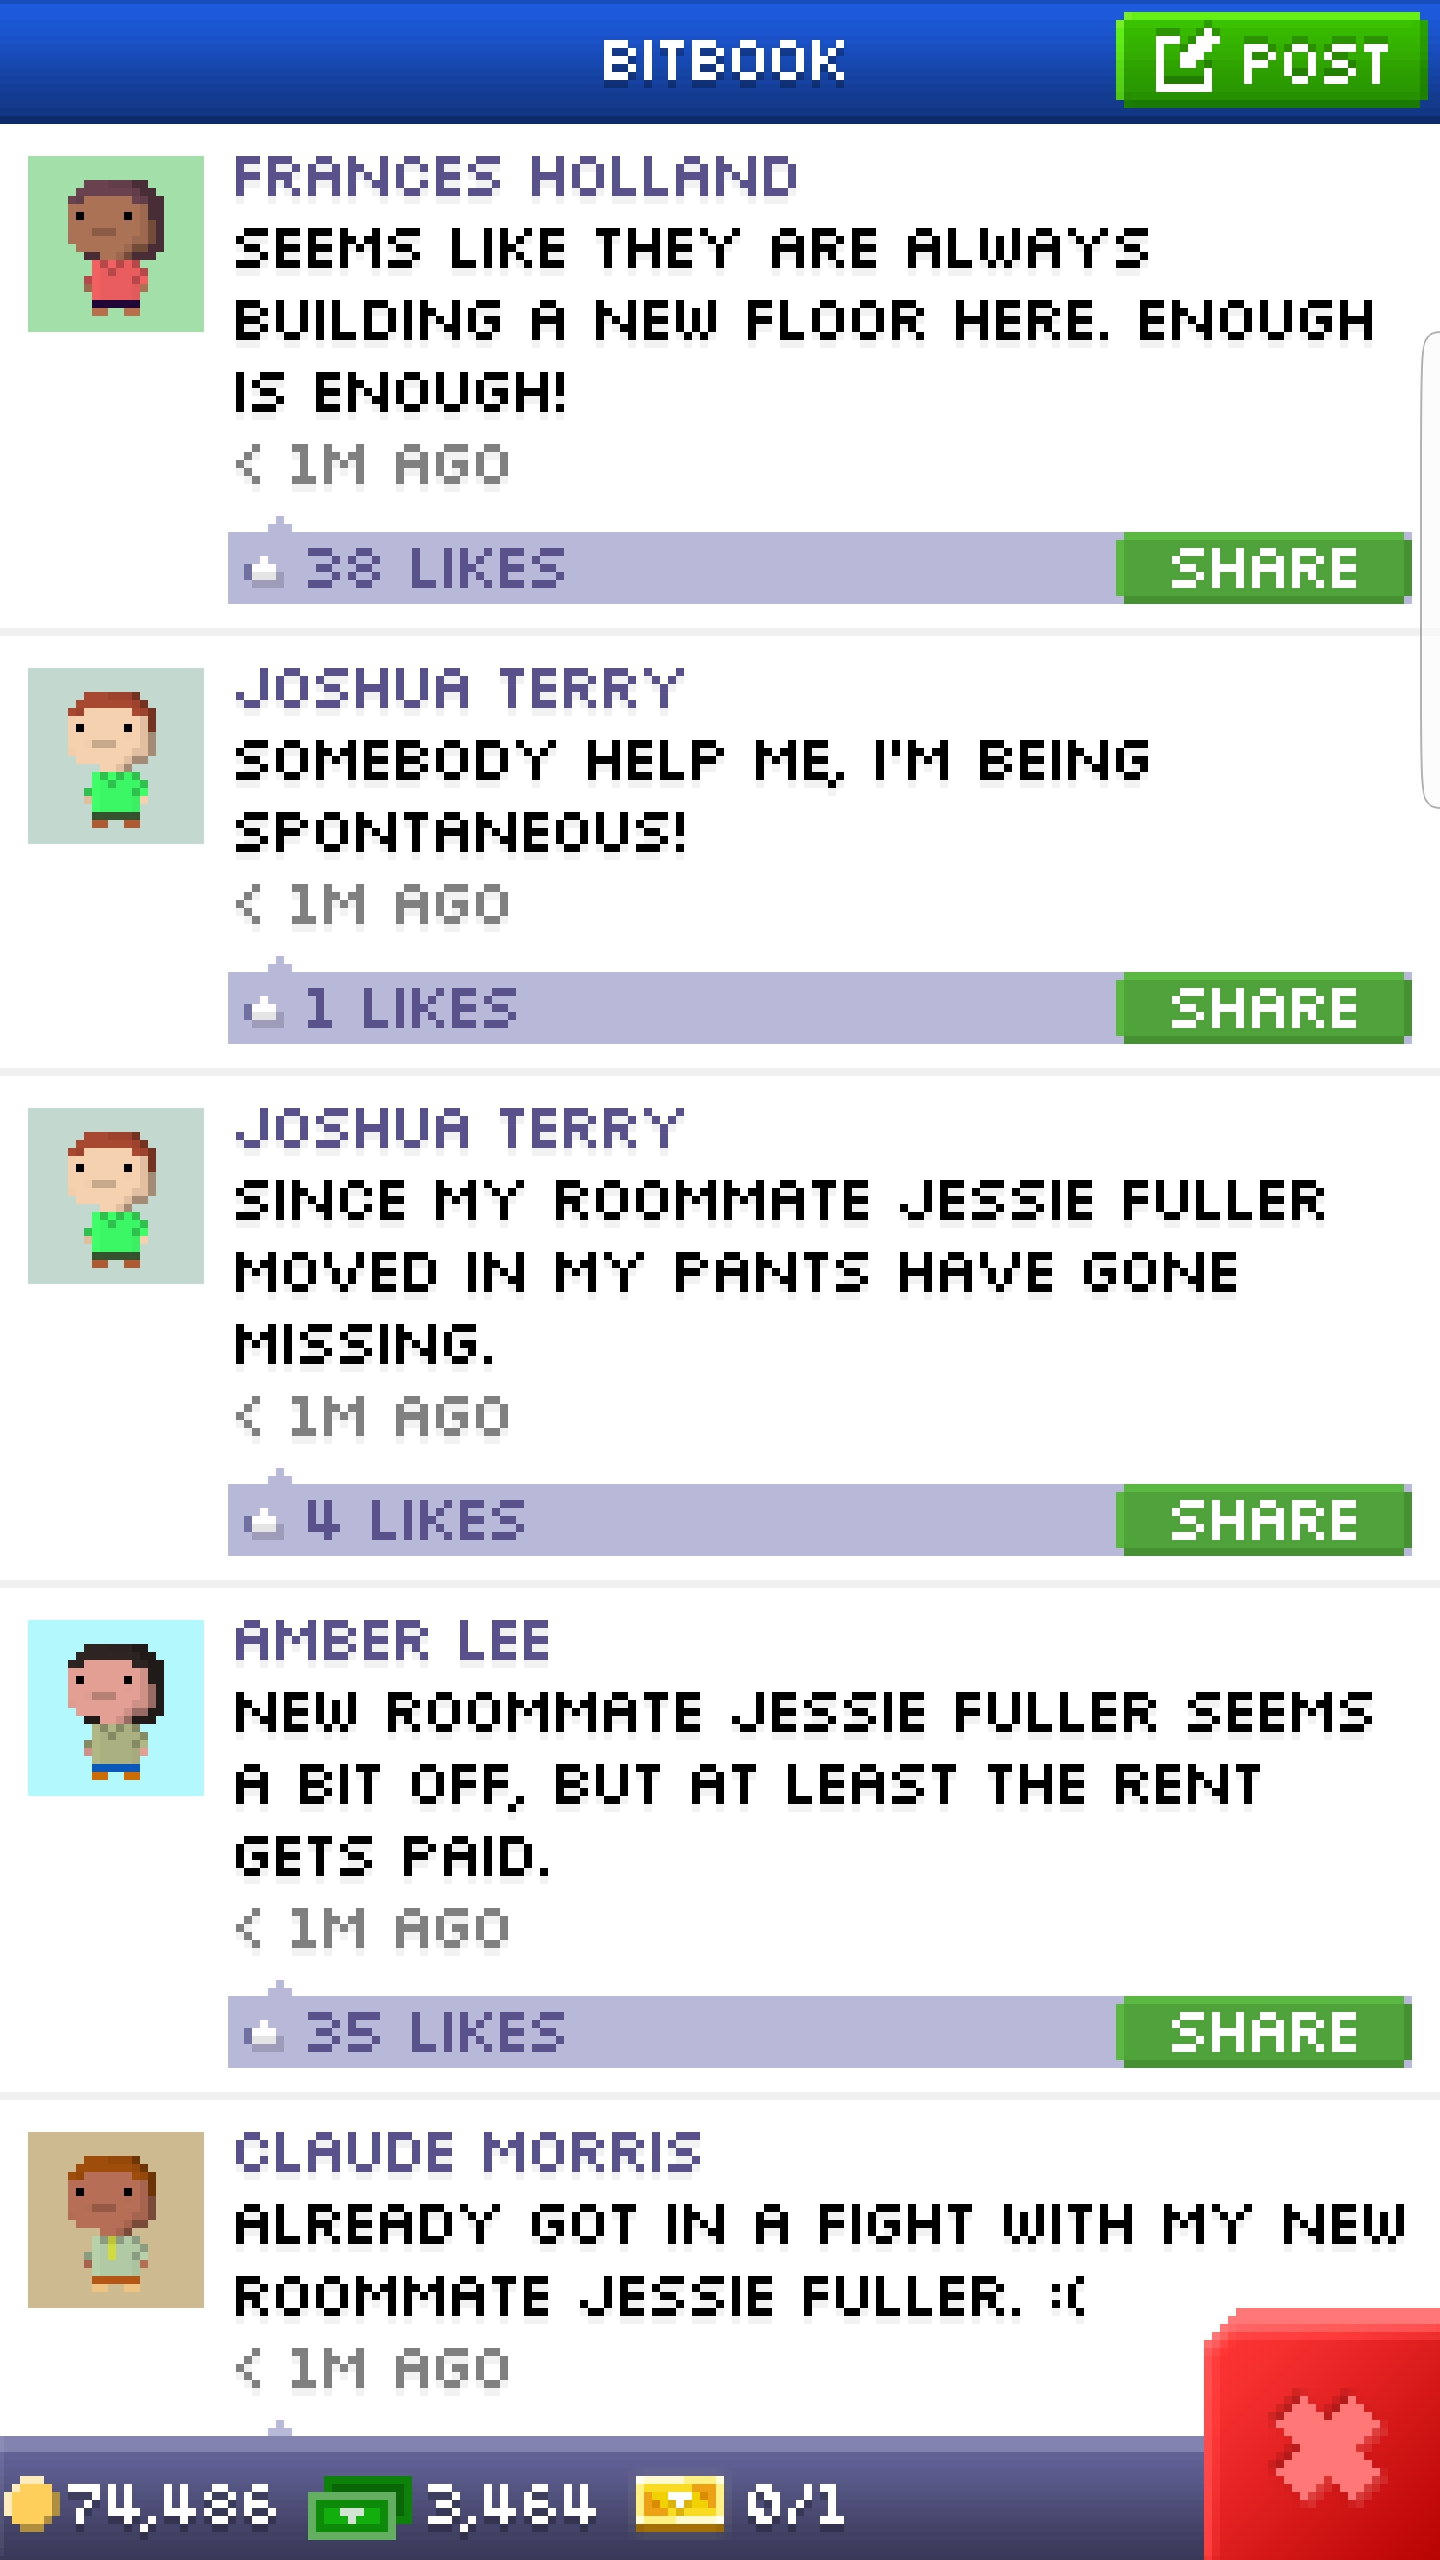 BITBOOK
POST
FRANCES HOLLAND
SEEMS LIKE THEY ARE ALWAYS
BUILDING A NEW FLOOR HERE. ENOUGH
IS ENOUGH!
< 1M AGO
38 LIKES
SHARE
JOSHUA TERRY
SOMEBODY HELP ME, I'M BEING
SPONTANEOUS!
< 1M AGO
1 LIKES
SHARE
JOSHUA TERRY
SINCE MY ROOMMATE JESSIE FULLER
MOVED IN MY PANTS HAVE GONE
MISSING.
< 1M AGO
4 LIKES
SHARE
AMBER LEE
NEW ROOMMATE JESSIE FULLER SEEMS
A BIT OFF, BUT AT LEAST THE RENT
GETS PAID.
< 1M AGO
35 LIKES
SHARE
CLAUDE MORRIS
ALREADY GOT IN A FIGHT WITH MY NEW
ROOMMATE JESSIE FULLER. :(
< 1M AGO
74,486
3,464
0/1